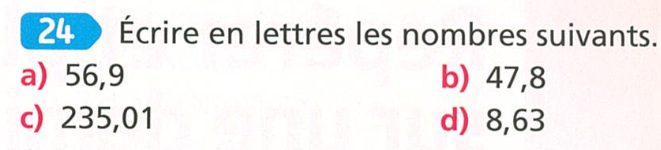 24 Écrire en lettres les nombres suivants.
a) 56,9 b) 47,8
c) 235,01 d) 8,63